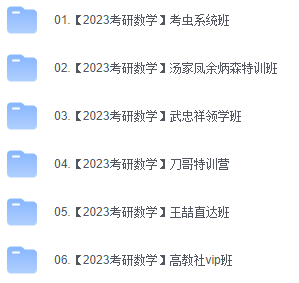 01.【2023考研数学】考虫系统班
02.【2023考研数学】汤家凤余炳森特训班
03.【2023考研数学】武忠祥领学班
04.【2023考研数学】刀哥特训营
05.【2023考研数学】王喆直达班
06.【2023考研数学】高教社vip班